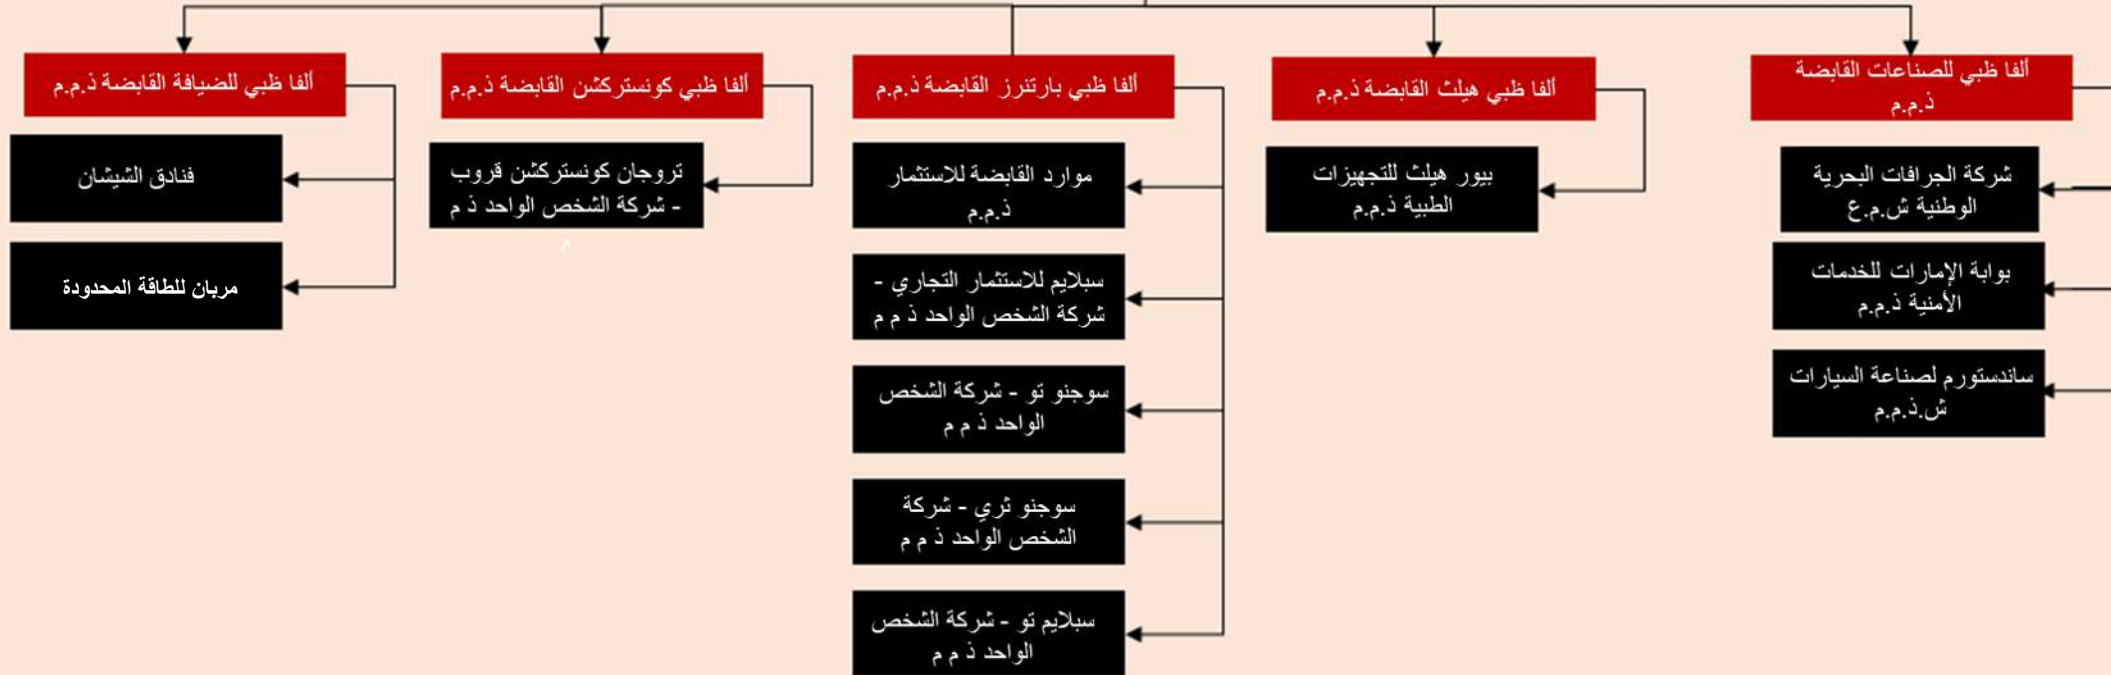 ألفا ظبي للصناعات القابضة
ذ.م.م
شركة الجرافات البحرية
الوطنية ش.م.ع
بوابة الإمارات للخدمات
الأمنية ذ.م.م
ساندستورم لصناعة السيارات
ش.ذ.م.م
ألفا ظبي هيلث القابضة ذ.م.م
بيور هيلث للتجهيزات
الطبية ذ.م.م
ألفا ظبي بارتنرز القابضة ذ.م.م
موارد القابضة للاستثمار
ذ.م.م
سبلايم للاستثمار التجاري -
شركة الشخص الواحد ذ م م
سوجنو تو - شركة الشخص
الواحد ذ م م
سوجنو ثري - شركة
الشخص الواحد ذ م م
سبلايم تو - شركة الشخص
الواحد ذ م م
ألفا ظبي كونستركشن القابضة ذ.م.م
تروجان كونستركشن قروب
- شركة الشخص الواحد ذ م
م
ألفا ظبي للضيافة القابضة ذ.م.م
فنادق الشيشان
مربان للطاقة المحدودة